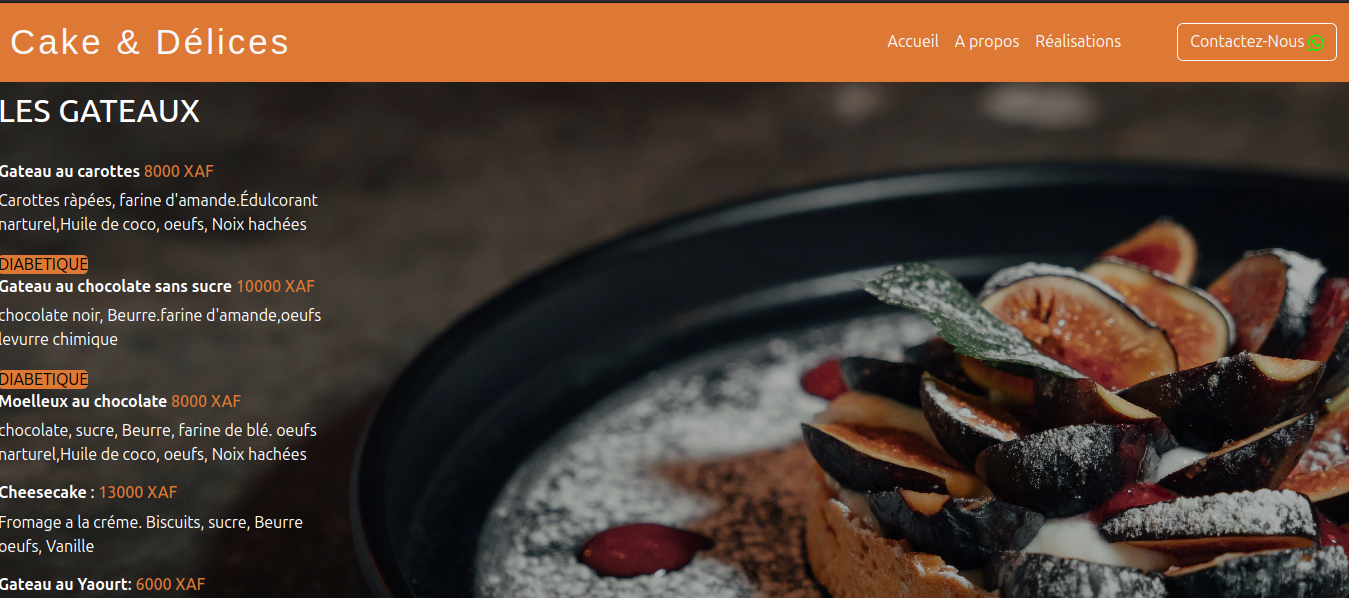 Cake & Délices
Accueil A propos Réalisations Contactez-Nous
LES GATEAUX
Gateau au carottes 8000 XAF
Carottes ràpées, farine d'amande.Édulcorant
narturel,Huile de coco, oeufs, Noix hachées
DIABETIQUE
Gateau au chocolate sans sucre 10000 XAF
chocolate noir, Beurre.farine d'amande,oeufs
levurre chimique
DIABETIQUE
Moelleux au chocolate 8000 XAF
chocolate, sucre, Beurre, farine de blé. oeufs
narturel,Huile de coco, oeufs, Noix hachées
Cheesecake : 13000 XAF
Fromage a la créme. Biscuits, sucre, Beurre
oeufs, Vanille
Gateau au Yaourt: 6000 XAF